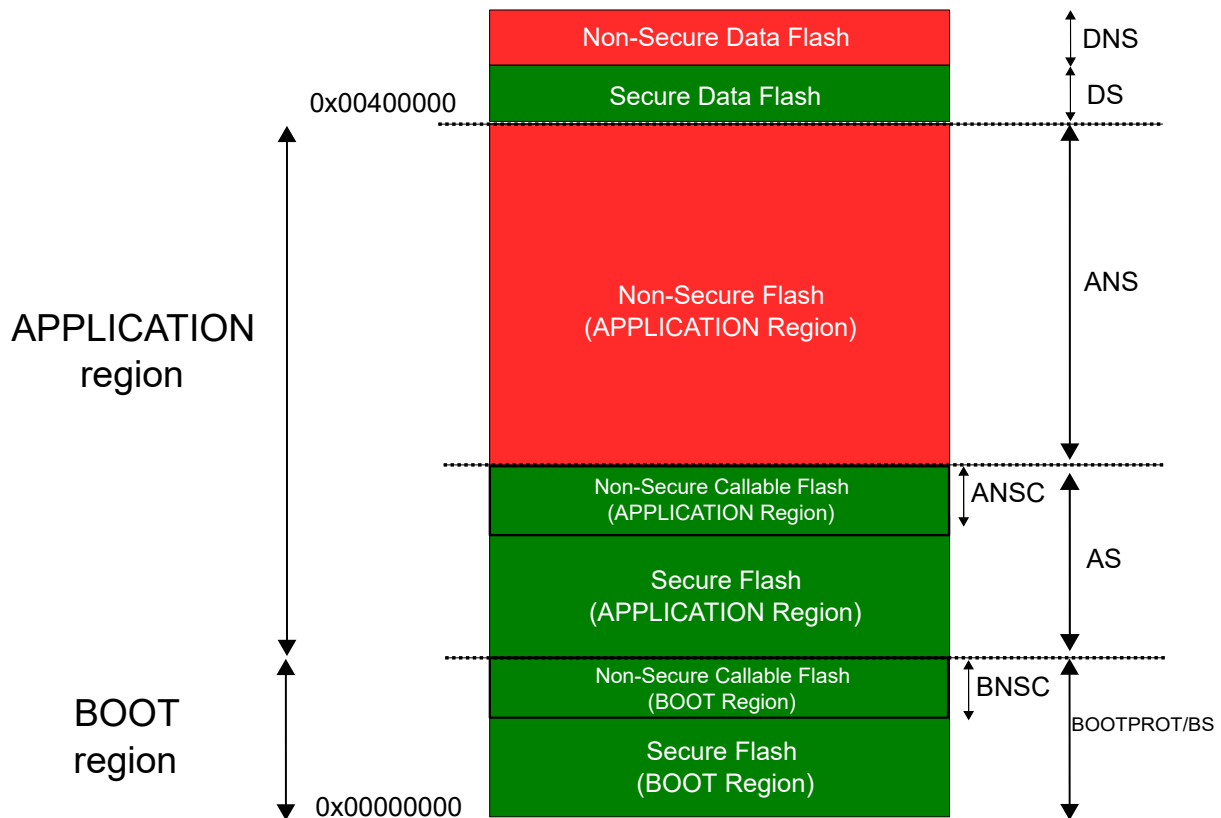 Non-Secure Data Flash
DNS
Secure Data Flash
DS
0x00400000
Non-Secure Flash
(APPLICATION Region)
ANS
APPLICATION
region
Non-Secure Callable Flash
(APPLICATION Region)
ANSC
AS
Secure Flash
(APPLICATION Region)
Non-Secure Callable Flash
(BOOT Region)
BNSC
BOOT
region
BOOTPROT/BS
Secure Flash
(BOOT Region)
0x00000000